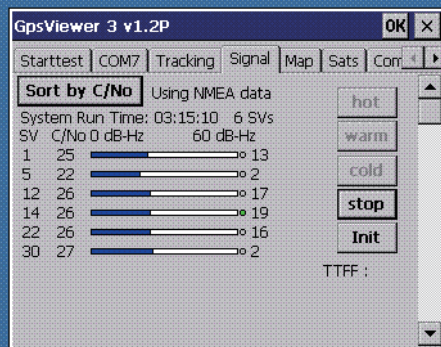 GpsViewer 3 v1.2P OK ×
Starttest COM7 Tracking Signal Map Sats Com
Sort by C/No Using NMEA data hot
System Run Time: 03:15:10 6 SVs
SV C/No 0 dB-Hz 60 dB-Hz warm
1 25 13
5 22 2 cold
12 26 17
14 26 19 stop
22 26 16 Init
30 27 2
TTFF :